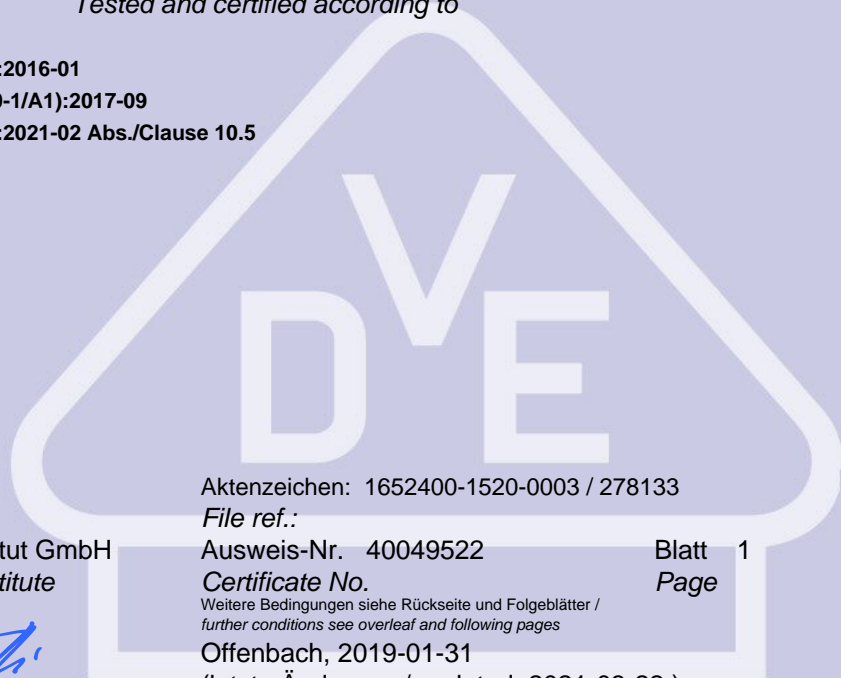 Tested and certified according to
:2016-01
-1/A1):2017-09
:2021-02 Abs./Clause 10.5
DVE
Aktenzeichen: 1652400-1520-0003 / 278133
File ref.:
tut GmbH Ausweis-Nr. 40049522 Blatt 1
titute Certificate No. Page
Weitere Bedingungen siehe Rückseite und Folgeblätter /
further conditions see overleaf and following pages
Offenbach, 2019-01-31